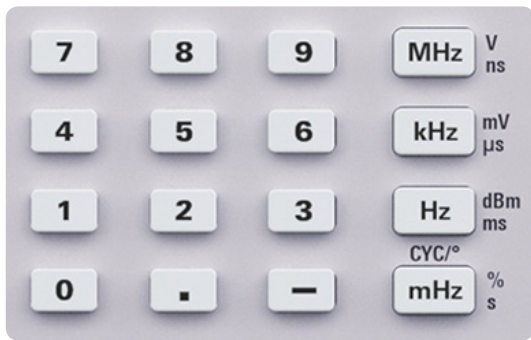 7 8 9 MHz V
ns
4 5 6 kHz mV
µs
1 2 3 Hz dBm
ms
CYC/°
0 . – mHz %
s